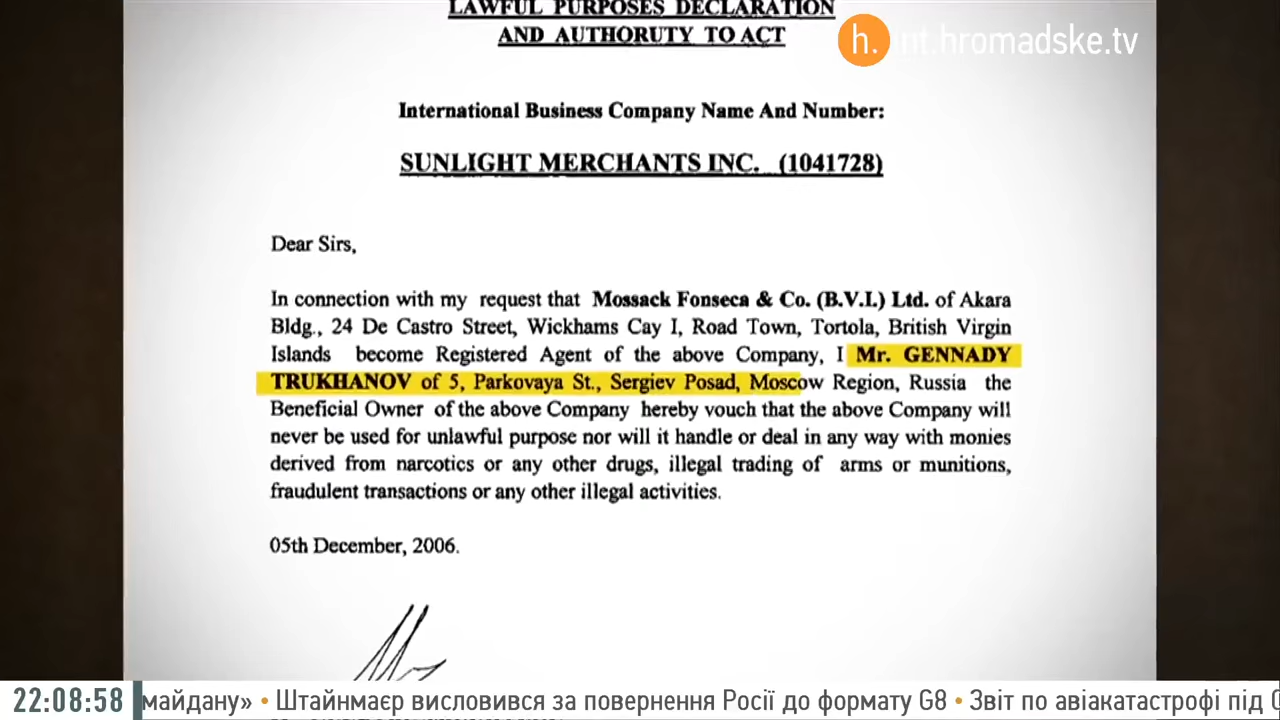 LAWFUL PURPOSES DECLARATION
AND AUTHORUTY TO ACT
h. int.hromadske.tv
International Business Company Name And Number:
SUNLIGHT MERCHANTS INC. (1041728)
Dear Sirs,
In connection with my request that Mossack Fonseca & Co. (B.V.I.) Ltd. of Akara
Bldg., 24 De Castro Street, Wickhams Cay I, Road Town, Tortola, British Virgin
Islands become Registered Agent of the above Company, I Mr. GENNADY
TRUKHANOV of 5, Parkovaya St., Sergiev Posad, Moscow Region, Russia the
Beneficial Owner of the above Company hereby vouch that the above Company will
never be used for unlawful purpose nor will it handle or deal in any way with monies
derived from narcotics or any other drugs, illegal trading of arms or munitions,
fraudulent transactions or any other illegal activities.
05th December, 2006.
22:08:58 майдану» • Штайнмаєр висловився за повернення Росії до формату G8 • Звіт по авіакатастрофі під